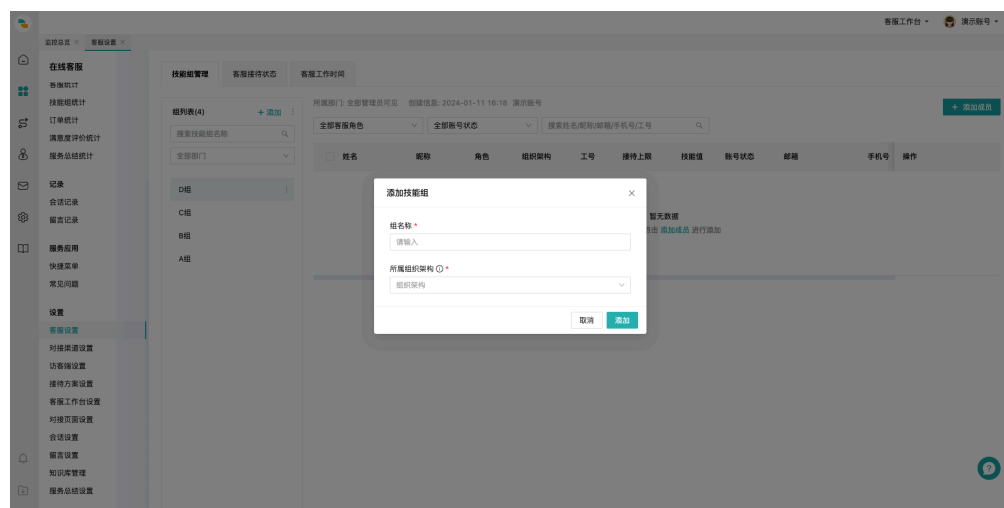 客服工作台
演示账号
监控总览 ×
客服设置 ×
在线客服
客服统计
技能组统计
订单统计
满意度评价统计
服务总结统计
记录
会话记录
留言记录
服务应用
快捷菜单
常见问题
设置
客服设置
对接渠道设置
访客端设置
接待方案设置
客服工作台设置
对接页面设置
会话设置
留言设置
知识库管理
服务总结设置
技能组管理
客服接待状态
客服工作时间
组列表(4)
+ 添加
搜索技能组名称
全部部门
D组
C组
B组
A组
所属部门: 全部管理员可见 创建信息: 2024-01-11 16:18 演示账号
+ 添加成员
全部客服角色
全部账号状态
搜索姓名/昵称/邮箱/手机号/工号
姓名 昵称 角色 组织架构 工号 接待上限 技能值 账号状态 邮箱 手机号 操作
暂无数据
点击 添加成员 进行添加
添加技能组 ×
组名称 *
请输入
所属组织架构 *
组织架构
取消
添加